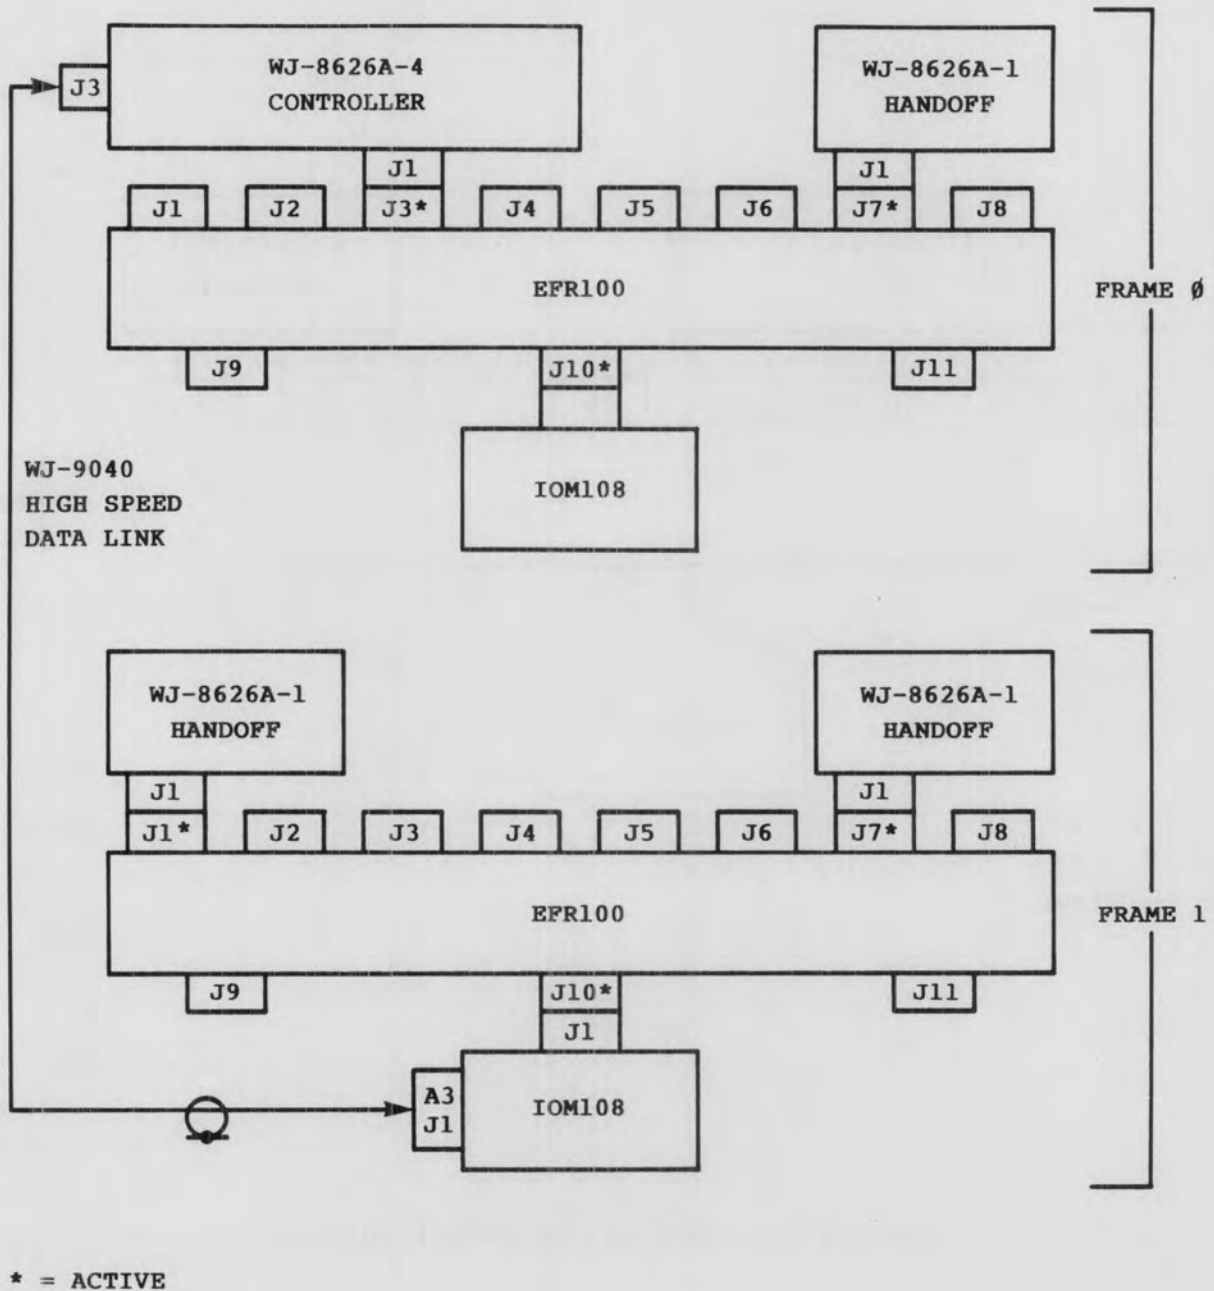 WJ-8626A-4
CONTROLLER
WJ-8626A-1
HANDOFF
J3
J1
J1
J1
J2
J3*
J4
J5
J6
J7*
J8
EFR100
FRAME Ø
J9
J10*
J11
WJ-9040
HIGH SPEED
DATA LINK
IOM108
WJ-8626A-1
HANDOFF
WJ-8626A-1
HANDOFF
J1
J1
J1*
J2
J3
J4
J5
J6
J7*
J8
EFR100
FRAME 1
J9
J10*
J11
J1
A3
J1
IOM108
* = ACTIVE